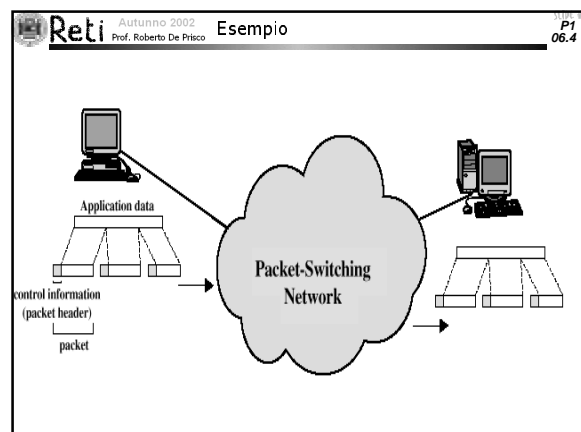 Reti
Autunno 2002
Prof. Roberto De Prisco
Esempio
P1
06.4
Application data
control information
(packet header)
packet
Packet-Switching
Network